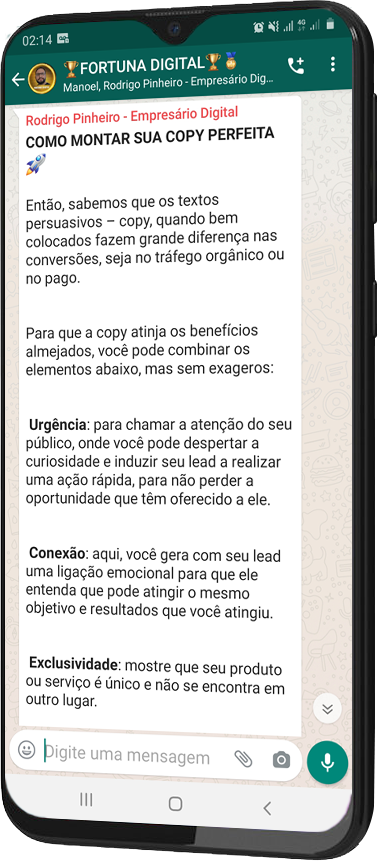 02:14
4G
🏆FORTUNA DIGITAL🏆🏅
Manoel, Rodrigo Pinheiro - Empresário Dig...
Rodrigo Pinheiro - Empresário Digital
COMO MONTAR SUA COPY PERFEITA
🚀
Então, sabemos que os textos
persuasivos – copy, quando bem
colocados fazem grande diferença nas
conversões, seja no tráfego orgânico ou
no pago.
Para que a copy atinja os benefícios
almejados, você pode combinar os
elementos abaixo, mas sem exageros:
Urgência: para chamar a atenção do seu
público, onde você pode despertar a
curiosidade e induzir seu lead a realizar
uma ação rápida, para não perder a
oportunidade que têm oferecido a ele.
Conexão: aqui, você gera com seu lead
uma ligação emocional para que ele
entenda que pode atingir o mesmo
objetivo e resultados que você atingiu.
Exclusividade: mostre que seu produto
ou serviço é único e não se encontra em
outro lugar.
Digite uma mensagem